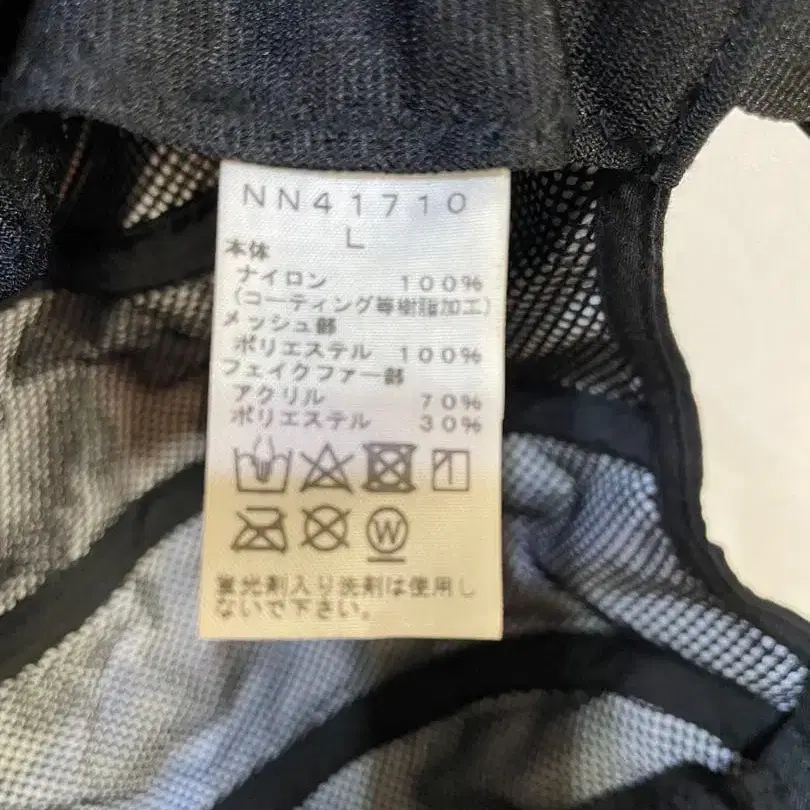 NN41710
L
本体
ナイロン 100%
(コーティング等樹脂加工)
メッシュ部
ポリエステル 100%
フェイクファー部
アクリル 70%
ポリエステル 30%
W
蛍光剤入り洗剤は使用し
ないで下さい。